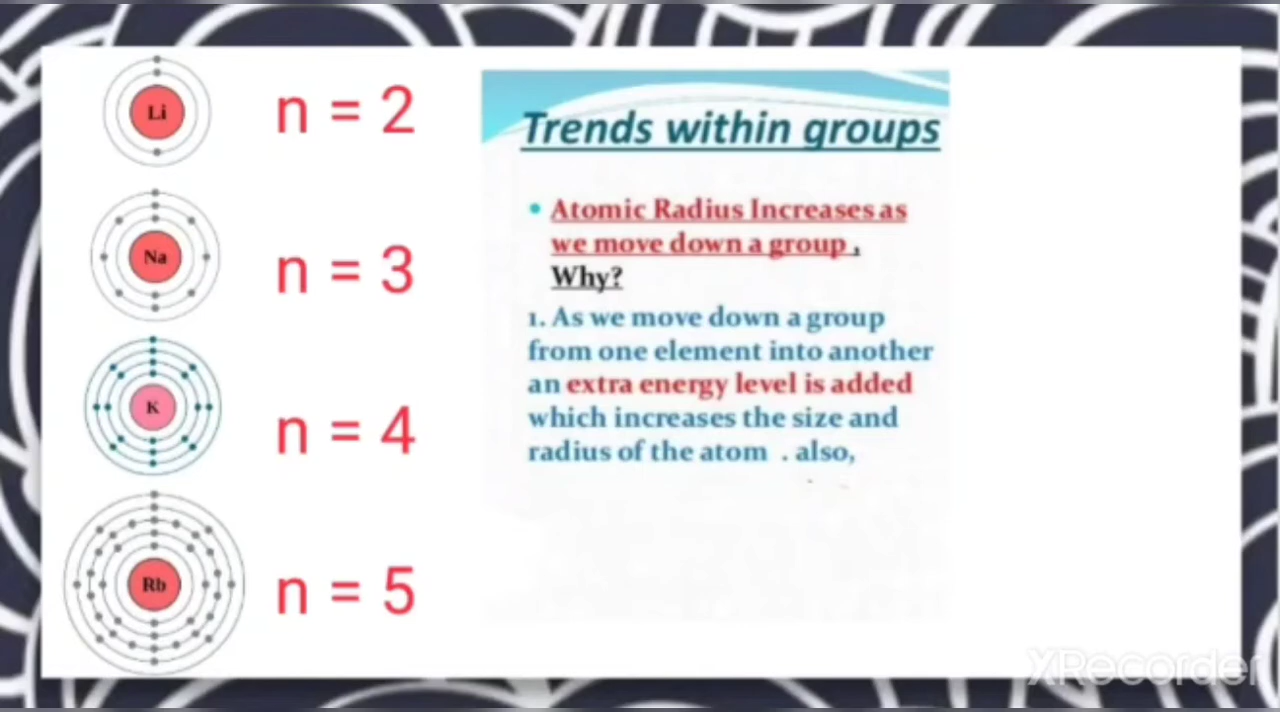 Li
n = 2
Na
n = 3
K
n = 4
Rb
n = 5
Trends within groups
• Atomic Radius Increases as
we move down a group ,
Why?
1. As we move down a group
from one element into another
an extra energy level is added
which increases the size and
radius of the atom . also,
XRecorder